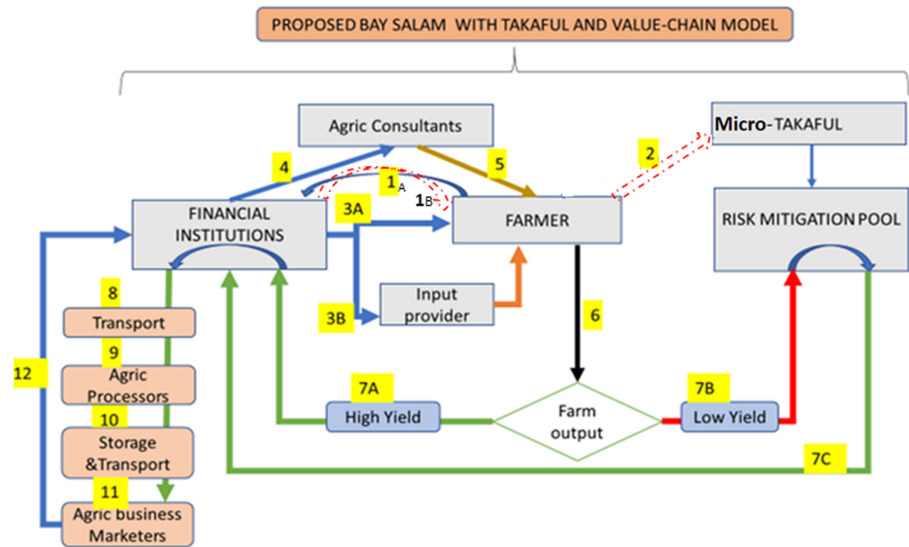 PROPOSED BAY SALAM WITH TAKAFUL AND VALUE-CHAIN MODEL
Agric Consultants
Micro-TAKAFUL
2
4
5
1A
1B
FINANCIAL
INSTITUTIONS
3A
FARMER
RISK MITIGATION POOL
Input
provider
3B
6
8
Transport
9
Agric
Processors
12
10
Storage
&Transport
11
Agric business
Marketers
7A
High Yield
Farm
output
7B
Low Yield
7C